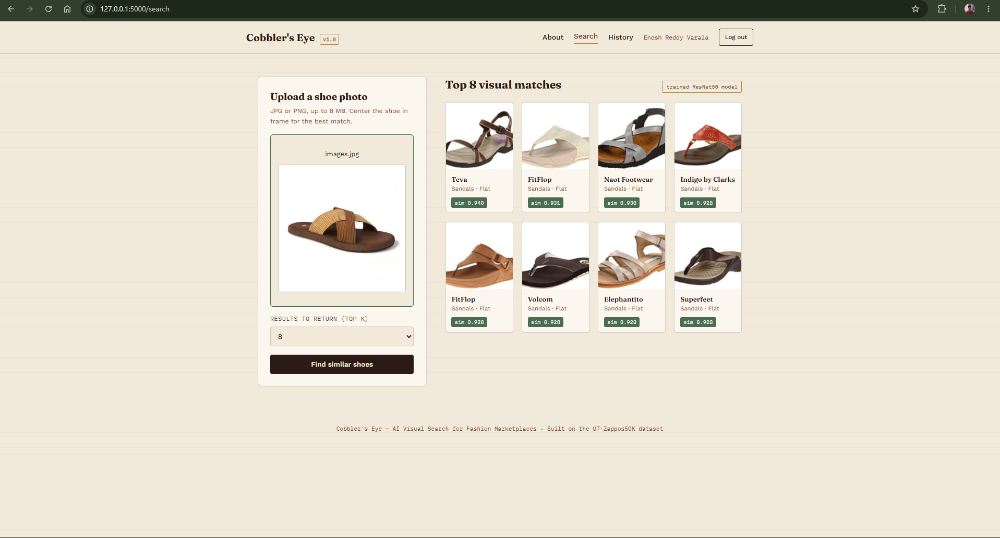 127.0.0.1:5000/search
Cobbler's Eye v1.0
About Search History Enosh Reddy Varala Log out
Upload a shoe photo
JPG or PNG, up to 8 MB. Center the shoe in
frame for the best match.
images.jpg
RESULTS TO RETURN (TOP-K)
8
Find similar shoes
Top 8 visual matches
trained ResNet50 model
Teva
Sandals · Flat
sim 0.940
FitFlop
Sandals · Flat
sim 0.931
Naot Footwear
Sandals · Flat
sim 0.930
Indigo by Clarks
Sandals · Flat
sim 0.928
FitFlop
Sandals · Flat
sim 0.928
Volcom
Sandals · Flat
sim 0.928
Elephantito
Sandals · Flat
sim 0.928
Superfeet
Sandals · Flat
sim 0.928
Cobbler's Eye — AI Visual Search for Fashion Marketplaces · Built on the UT-Zappos50K dataset